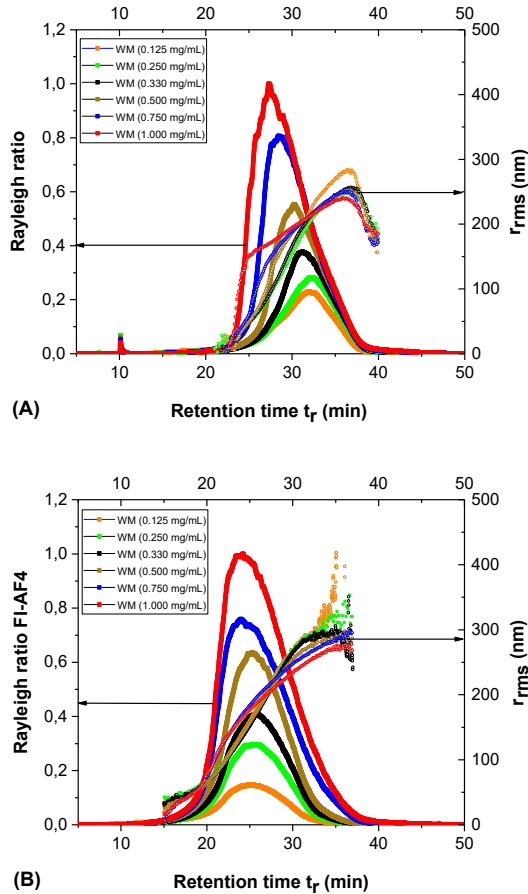 0 10 20 30 40 50
1,2
1,0
0,8
0,6
0,4
0,2
0,0
Rayleigh ratio
WM (0.125 mg/mL)
WM (0.250 mg/mL)
WM (0.330 mg/mL)
WM (0.500 mg/mL)
WM (0.750 mg/mL)
WM (1.000 mg/mL)
500
400
300
200
100
0
rrms (nm)
10 20 30 40 50
(A)
Retention time tr (min)
10 20 30 40 50
1,2
1,0
0,8
0,6
0,4
0,2
0,0
Rayleigh ratio FI-AF4
WM (0.125 mg/mL)
WM (0.250 mg/mL)
WM (0.330 mg/mL)
WM (0.500 mg/mL)
WM (0.750 mg/mL)
WM (1.000 mg/mL)
500
400
300
200
100
0
rrms (nm)
10 20 30 40 50
(B)
Retention time tr (min)